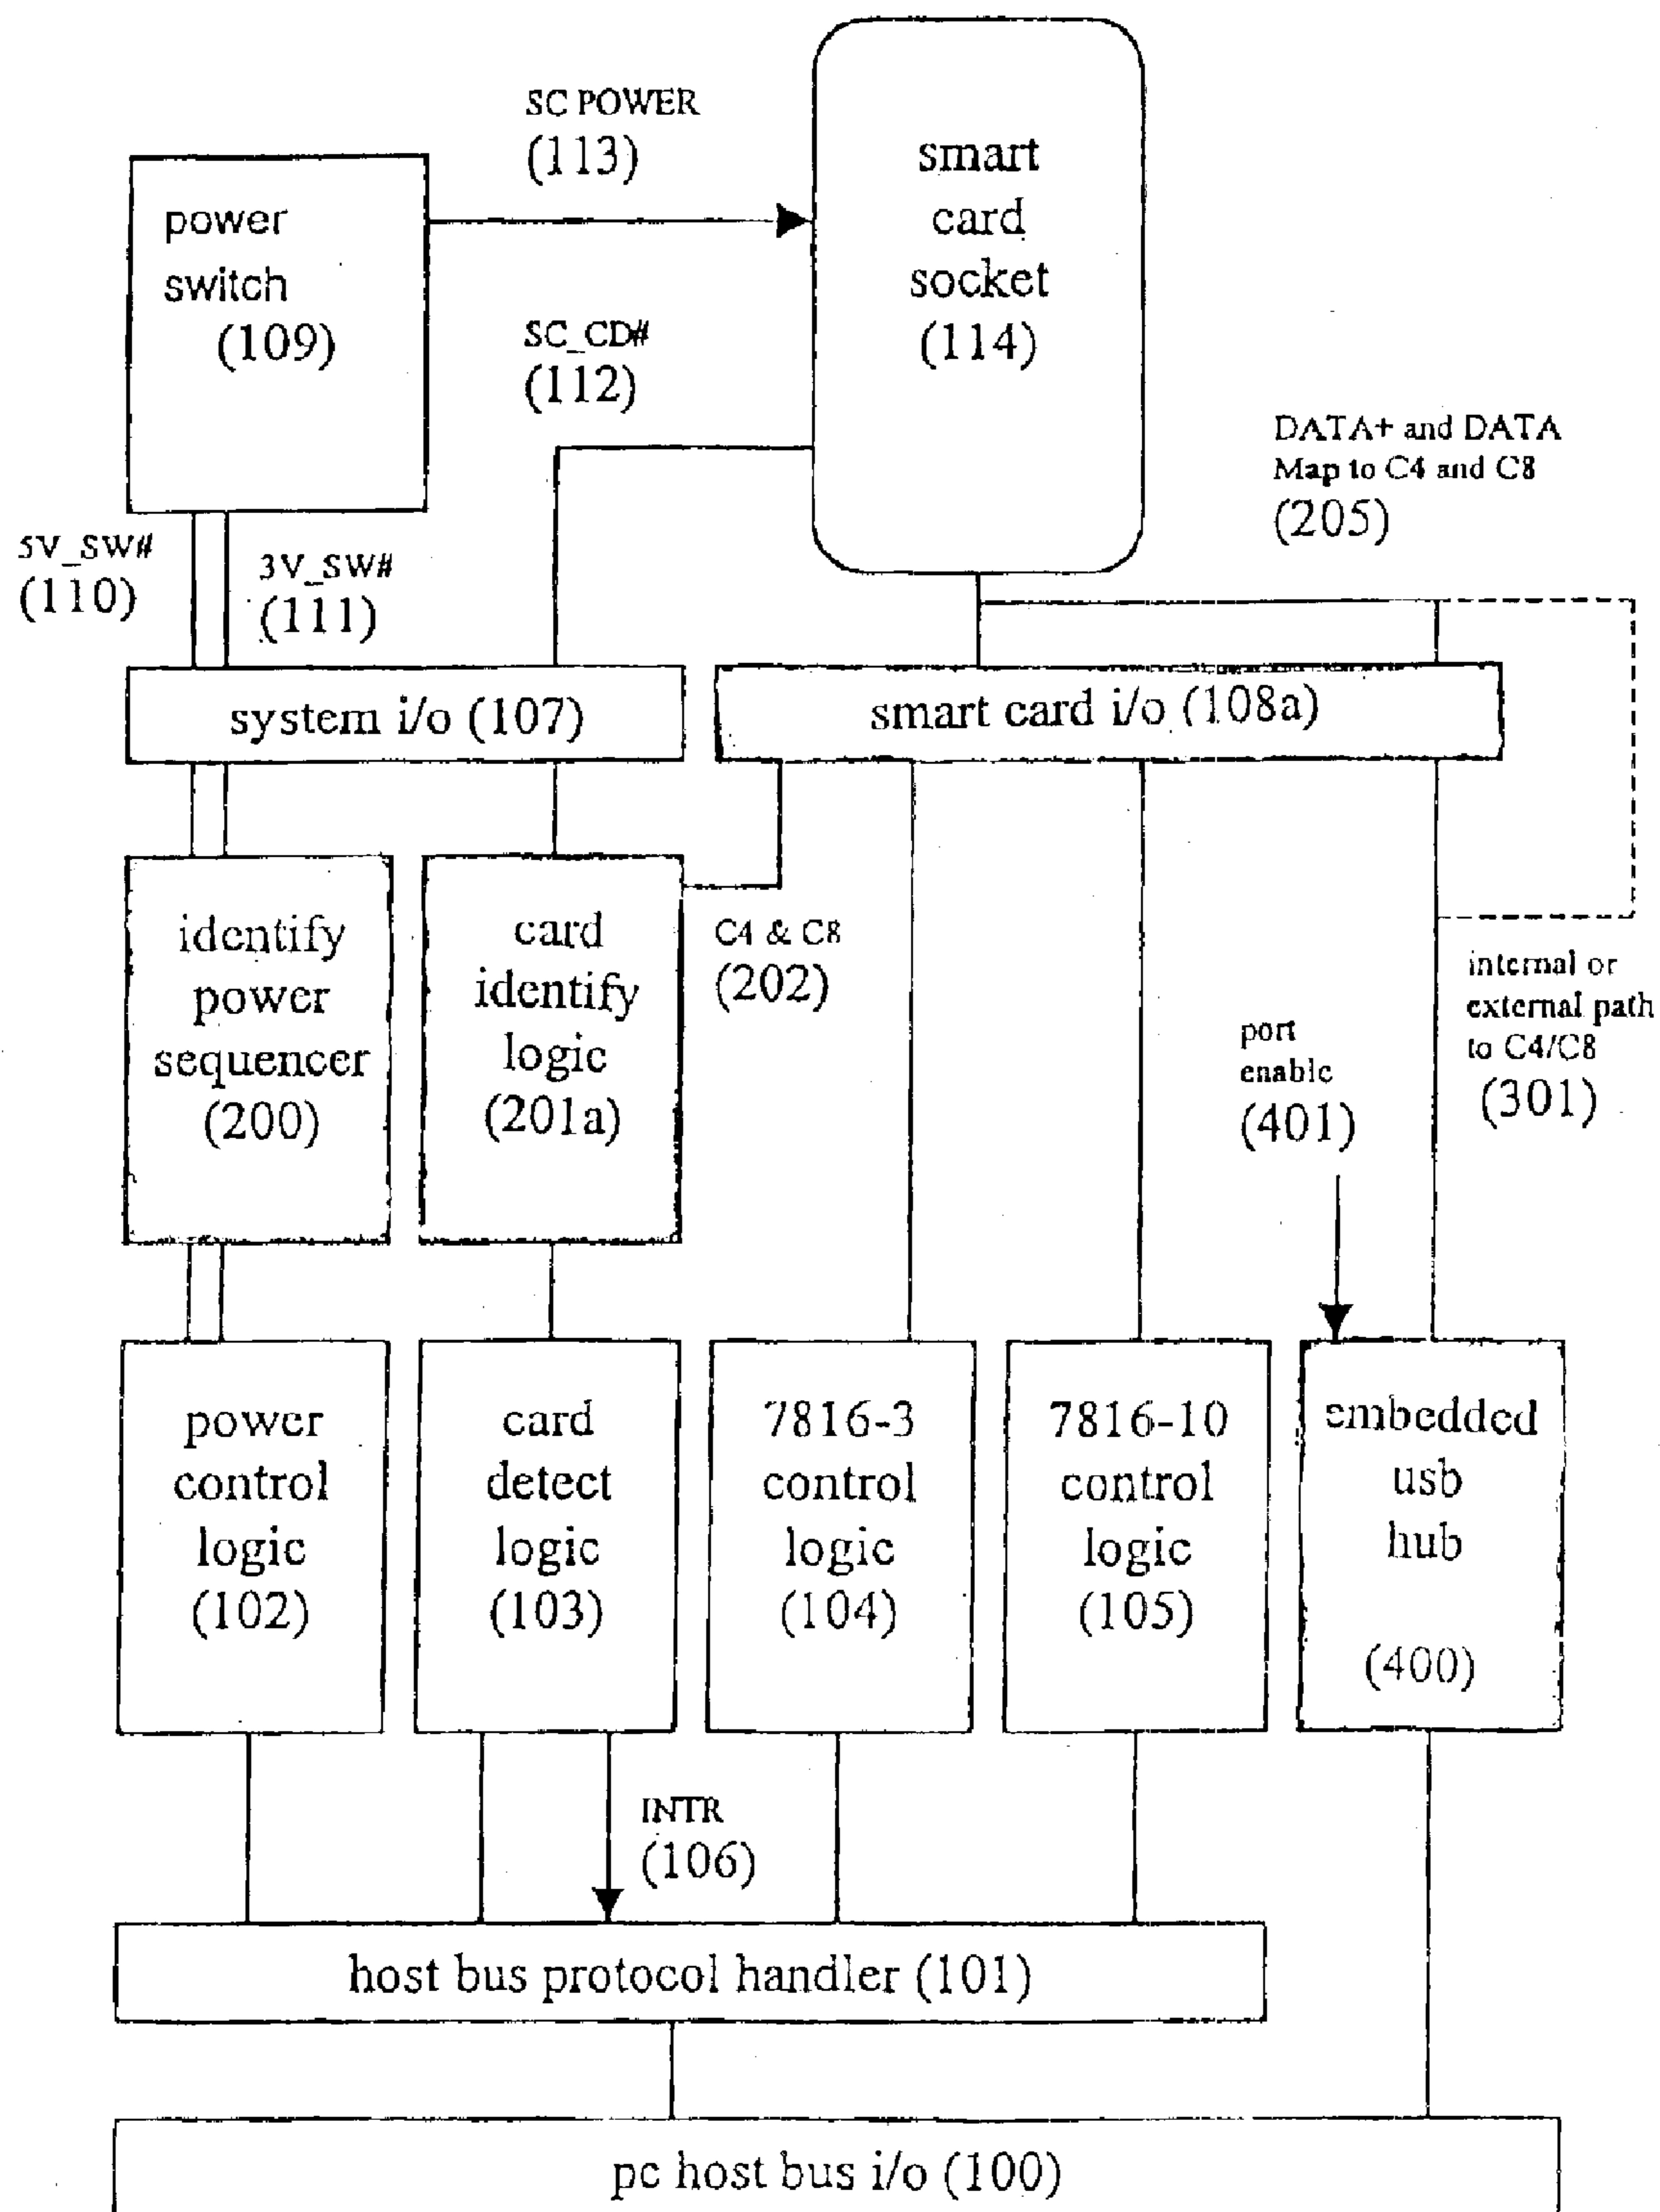 SC POWER
(113)
smart
card
socket
(114)
power
switch
(109)
SC_CD#
(112)
DATA+ and DATA
Map to C4 and C8
(205)
5V_SW#
(110)
3V_SW#
(111)
system i/o (107)
smart card i/o (108a)
identify
power
sequencer
(200)
card
identify
logic
(201a)
C4 & C8
(202)
internal or
external path
to C4/C8
(301)
port
enable
(401)
power
control
logic
(102)
card
detect
logic
(103)
7816-3
control
logic
(104)
7816-10
control
logic
(105)
embedded
usb
hub
(400)
INTR
(106)
host bus protocol handler (101)
pc host bus i/o (100)